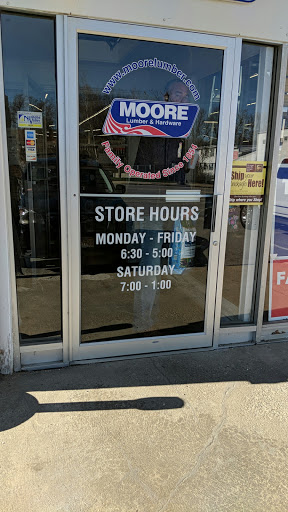 www.moorelumber.com
MOORE
Lumber & Hardware
Family Operated Since
STORE HOURS
MONDAY - FRIDAY
6:30 - 5:00
SATURDAY
7:00 - 1:00
Ship
Here!
FA